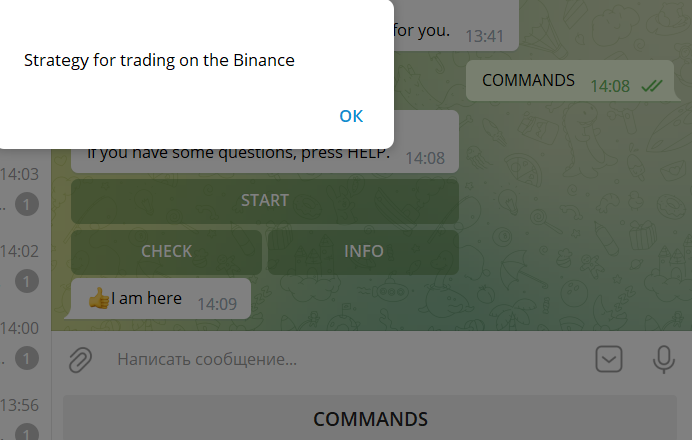 for you. 13:41
Strategy for trading on the Binance
OK
COMMANDS 14:08
If you have some questions, press HELP. 14:08
14:03
1
START
14:02
CHECK INFO
1
👍I am here 14:09
14:00
1
Написать сообщение...
13:56
1
COMMANDS